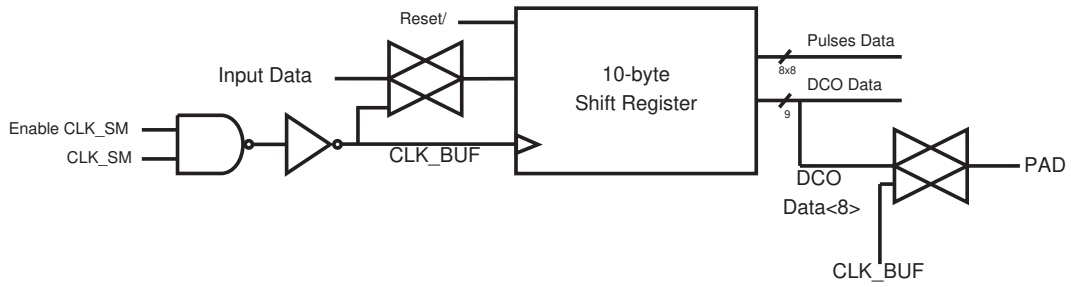 Reset/
Pulses Data
8x8
Input Data
10-byte
Shift Register
DCO Data
9
Enable CLK_SM
CLK_SM
CLK_BUF
DCO
Data<8>
PAD
CLK_BUF